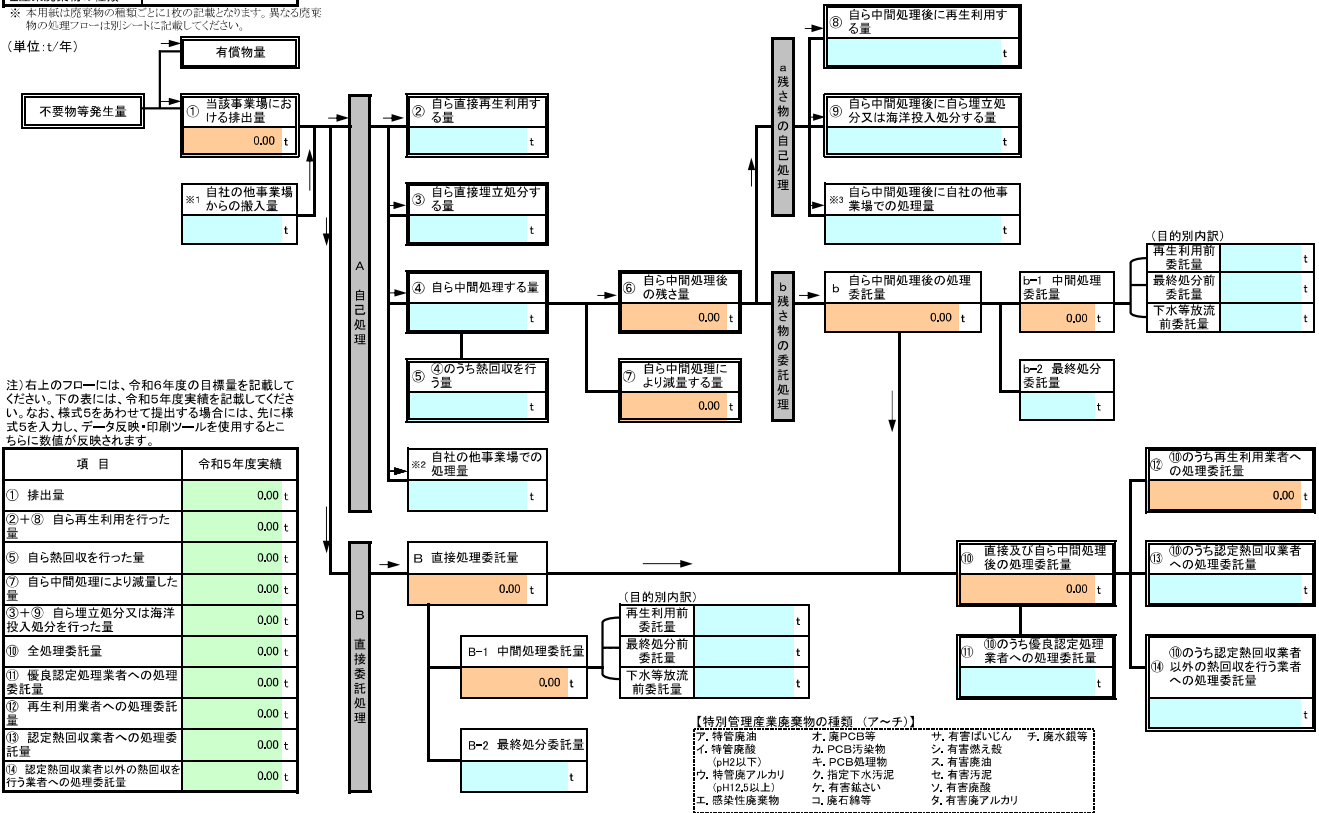 ※ 本用紙は廃棄物の種類ごとに1枚の記載となります。異なる廃棄
物の処理フローは別シートに記載してください。
(単位:t/年)
有償物量
不要物等発生量
① 当該事業場にお
ける排出量
0.00 t
※1 自社の他事業場
からの搬入量
t
A 自己処理
② 自ら直接再生利用す
る量
t
③ 自ら直接埋立処分す
る量
t
④ 自ら中間処理する量
t
⑤ ④のうち熱回収を行
う量
t
※2 自社の他事業場での
処理量
t
⑥ 自ら中間処理後
の残さ量
0.00 t
⑦ 自ら中間処理に
より減量する量
0.00 t
a 残さ物の自己処理
⑧ 自ら中間処理後に再生利用す
る量
t
⑨ 自ら中間処理後に自ら埋立処
分又は海洋投入処分する量
t
※3 自ら中間処理後に自社の他事
業場での処理量
t
b 残さ物の委託処理
b 自ら中間処理後の処理
委託量
0.00 t
b-1 中間処理
委託量
0.00 t
(目的別内訳)
再生利用前
委託量
t
最終処分前
委託量
t
下水等放流
前委託量
t
b-2 最終処分
委託量
t
注)右上のフローには、令和6年度の目標量を記載して
ください。下の表には、令和5年度実績を記載してくださ
い。なお、様式5をあわせて提出する場合には、先に様
式5を入力し、データ反映・印刷ツールを使用するとこ
ちらに数値が反映されます。
項 目 令和5年度実績
① 排出量 0.00 t
②+⑧ 自ら再生利用を行った
量 0.00 t
⑤ 自ら熱回収を行った量 0.00 t
⑦ 自ら中間処理により減量した
量 0.00 t
③+⑨ 自ら埋立処分又は海洋
投入処分を行った量 0.00 t
⑩ 全処理委託量 0.00 t
⑪ 優良認定処理業者への処理
委託量 0.00 t
⑫ 再生利用業者への処理委託
量 0.00 t
⑬ 認定熱回収業者への処理委
託量 0.00 t
⑭ 認定熱回収業者以外の熱回収を
行う業者への処理委託量 0.00 t
B 直接委託処理
B 直接処理委託量
0.00 t
B-1 中間処理委託量
0.00 t
(目的別内訳)
再生利用前
委託量
t
最終処分前
委託量
t
下水等放流
前委託量
t
B-2 最終処分委託量
t
⑩ 直接及び自ら中間処理
後の処理委託量
0.00 t
⑪ ⑩のうち優良認定処理
業者への処理委託量
t
⑫ ⑩のうち再生利用業者へ
の処理委託量
0.00 t
⑬ ⑩のうち認定熱回収業者
への処理委託量
t
⑭ ⑩のうち認定熱回収業者
以外の熱回収を行う業者
への処理委託量
t
【特別管理産業廃棄物の種類 (ア~チ)】
ア. 特管廃油 オ. 廃PCB等 サ. 有害ばいじん チ. 廃水銀等
イ. 特管廃酸 カ. PCB汚染物 シ. 有害燃え殻
(pH2以下) キ. PCB処理物 ス. 有害廃油
ウ. 特管廃アルカリ ク. 指定下水汚泥 セ. 有害汚泥
(pH12.5以上) ケ. 有害鉱さい ソ. 有害廃酸
エ. 感染性廃棄物 コ. 廃石綿等 タ. 有害廃アルカリ